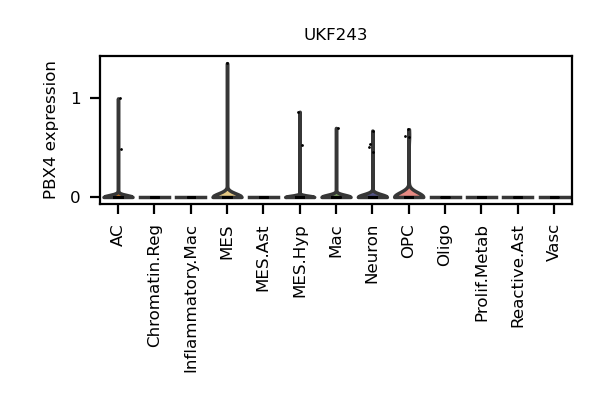 UKF243
PBX4 expression
1
0
AC
Chromatin.Reg
Inflammatory.Mac
MES
MES.Ast
MES.Hyp
Mac
Neuron
OPC
Oligo
Prolif.Metab
Reactive.Ast
Vasc